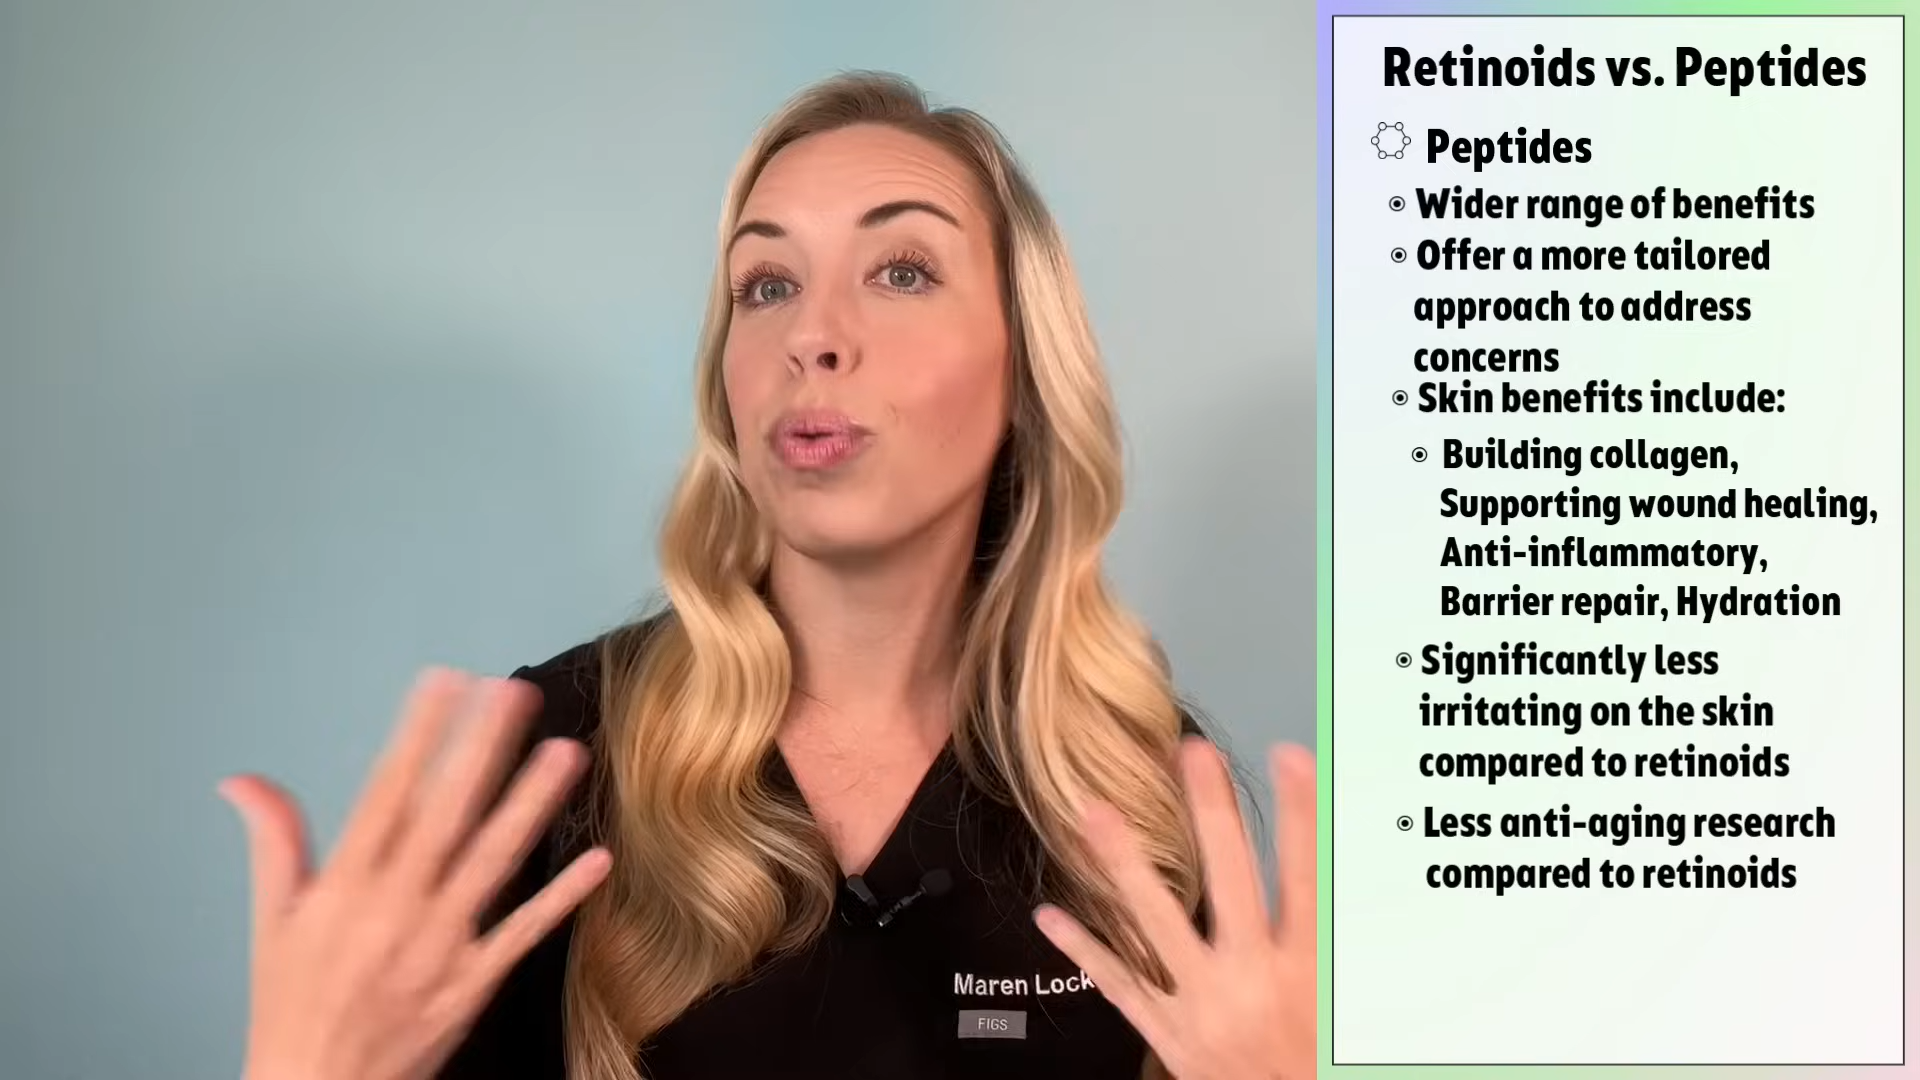 Retinoids vs. Peptides
Peptides
Wider range of benefits
Offer a more tailored
approach to address
concerns
Skin benefits include:
Building collagen,
Supporting wound healing,
Anti-inflammatory,
Barrier repair, Hydration
Significantly less
irritating on the skin
compared to retinoids
Less anti-aging research
compared to retinoids
Maren Lock
FIGS